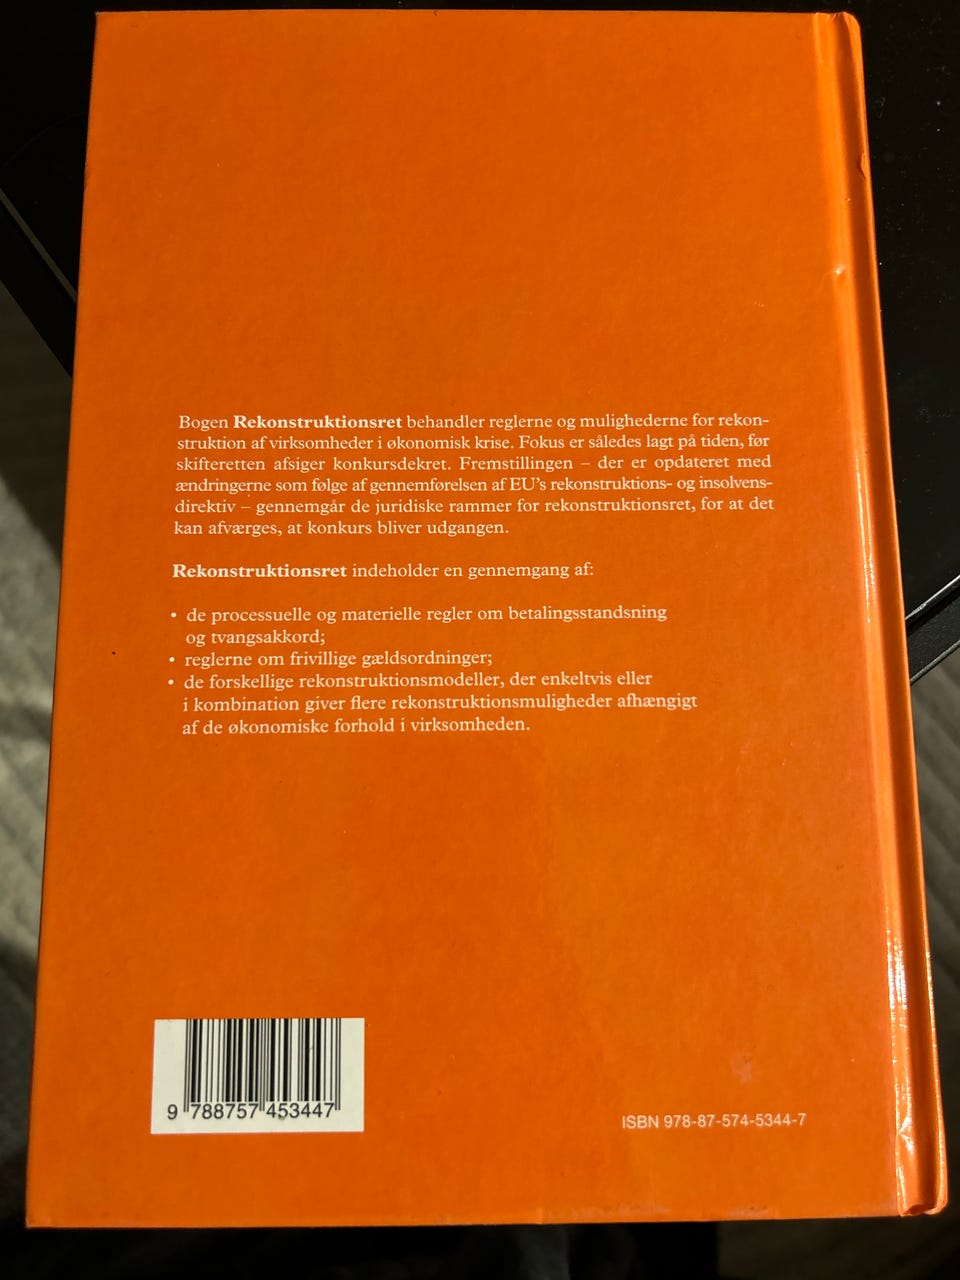 Bogen Rekonstruktionsret behandler reglerne og mulighederne for rekon-
struktion af virksomheder i økonomisk krise. Fokus er således lagt på tiden, før
skifteretten afsiger konkursdekret. Fremstillingen – der er opdateret med
ændringerne som følge af gennemførelsen af EU's rekonstruktions- og insolvens-
direktiv – gennemgår de juridiske rammer for rekonstruktionsret, for at det
kan afværges, at konkurs bliver udgangen.
Rekonstruktionsret indeholder en gennemgang af:
• de processuelle og materielle regler om betalingsstandsning
og tvangsakkord;
• reglerne om frivillige gældsordninger;
• de forskellige rekonstruktionsmodeller, der enkeltvis eller
i kombination giver flere rekonstruktionsmuligheder afhængigt
af de økonomiske forhold i virksomheden.
9 788757 453447
ISBN 978-87-574-5344-7